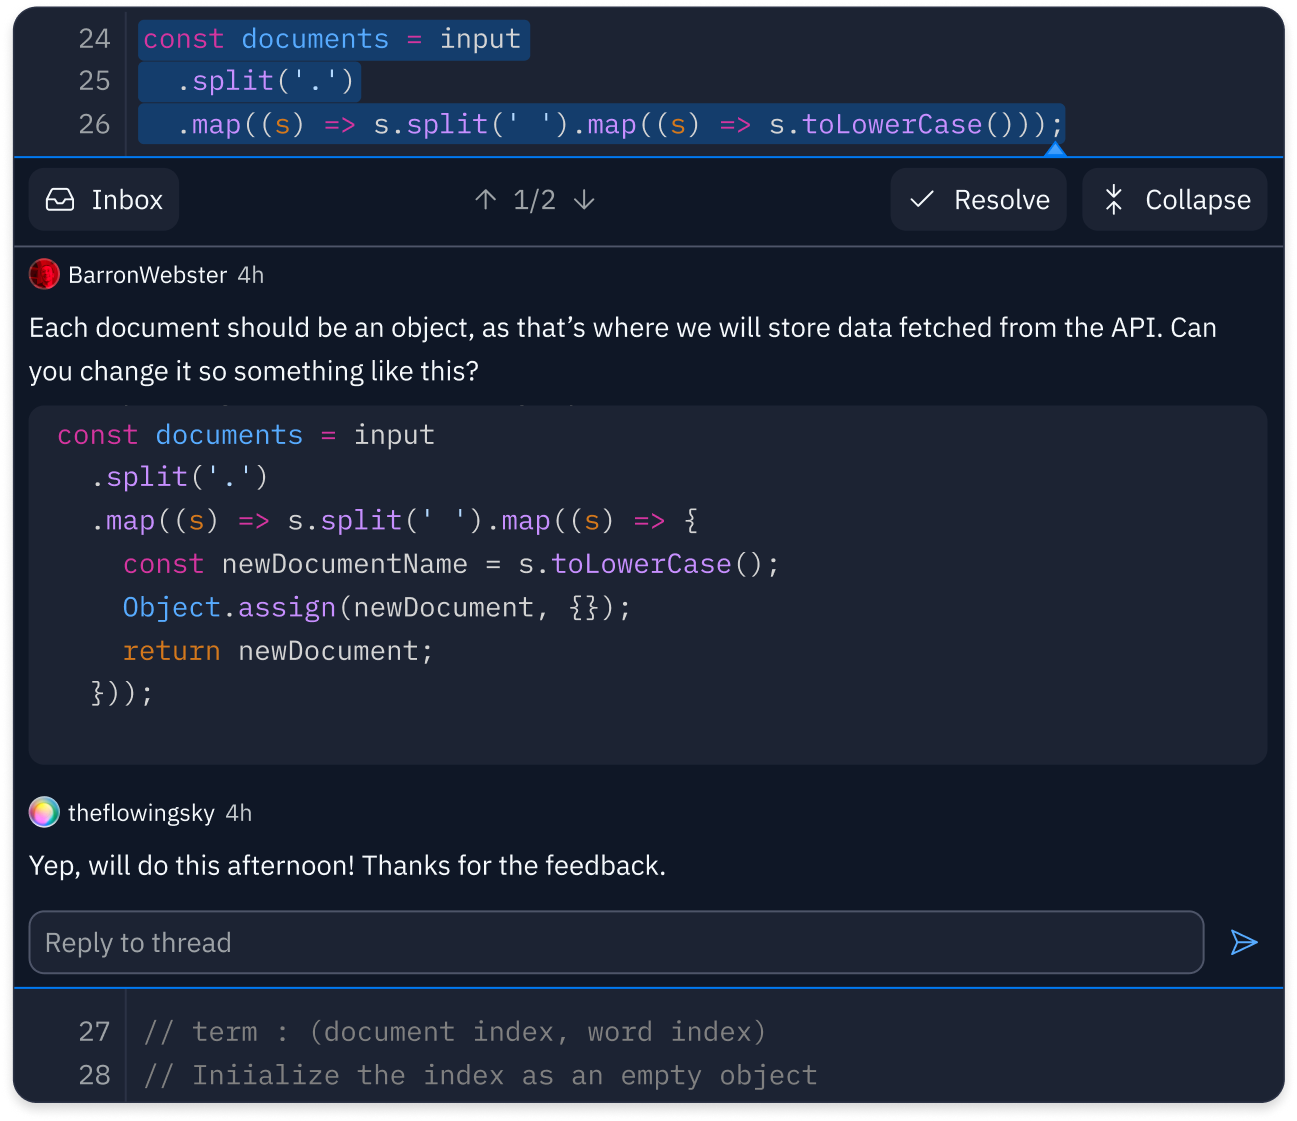 24 const documents = input
25   .split('.')
26   .map((s) => s.split(' ').map((s) => s.toLowerCase()));
Inbox ↑ 1/2 ↓ Resolve Collapse
BarronWebster 4h
Each document should be an object, as that’s where we will store data fetched from the API. Can
you change it so something like this?
const documents = input
  .split('.')
  .map((s) => s.split(' ').map((s) => {
    const newDocumentName = s.toLowerCase();
    Object.assign(newDocument, {});
    return newDocument;
  }));
theflowingsky 4h
Yep, will do this afternoon! Thanks for the feedback.
Reply to thread
27 // term : (document index, word index)
28 // Iniialize the index as an empty object